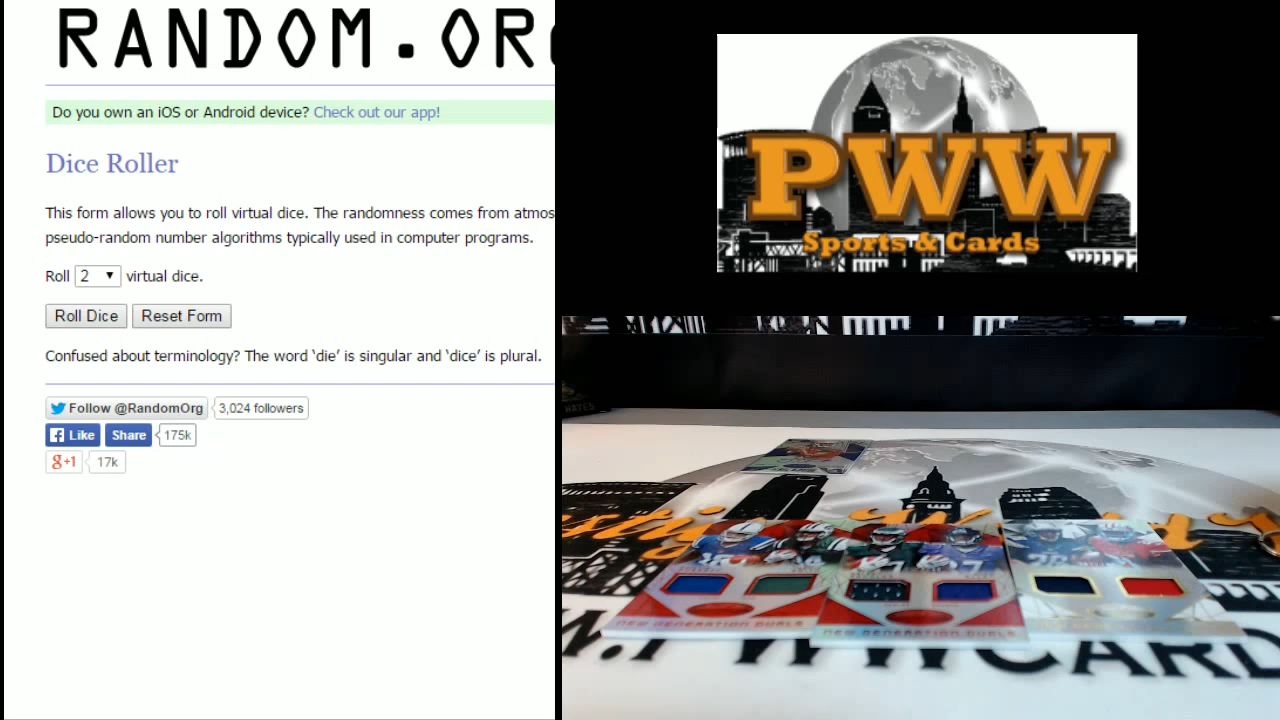 RANDOM.OR
Do you own an iOS or Android device? Check out our app!
Dice Roller
This form allows you to roll virtual dice. The randomness comes from atmos
pseudo-random number algorithms typically used in computer programs.
Roll 2 virtual dice.
Roll Dice Reset Form
Confused about terminology? The word ‘die’ is singular and ‘dice’ is plural.
Follow @RandomOrg 3,024 followers
Like Share 175k
g+1 17k
PWW
Sports & Cards
HAYES
NEW GENERATION DUELS
NEW GENERATION DUELS
PWWCARD